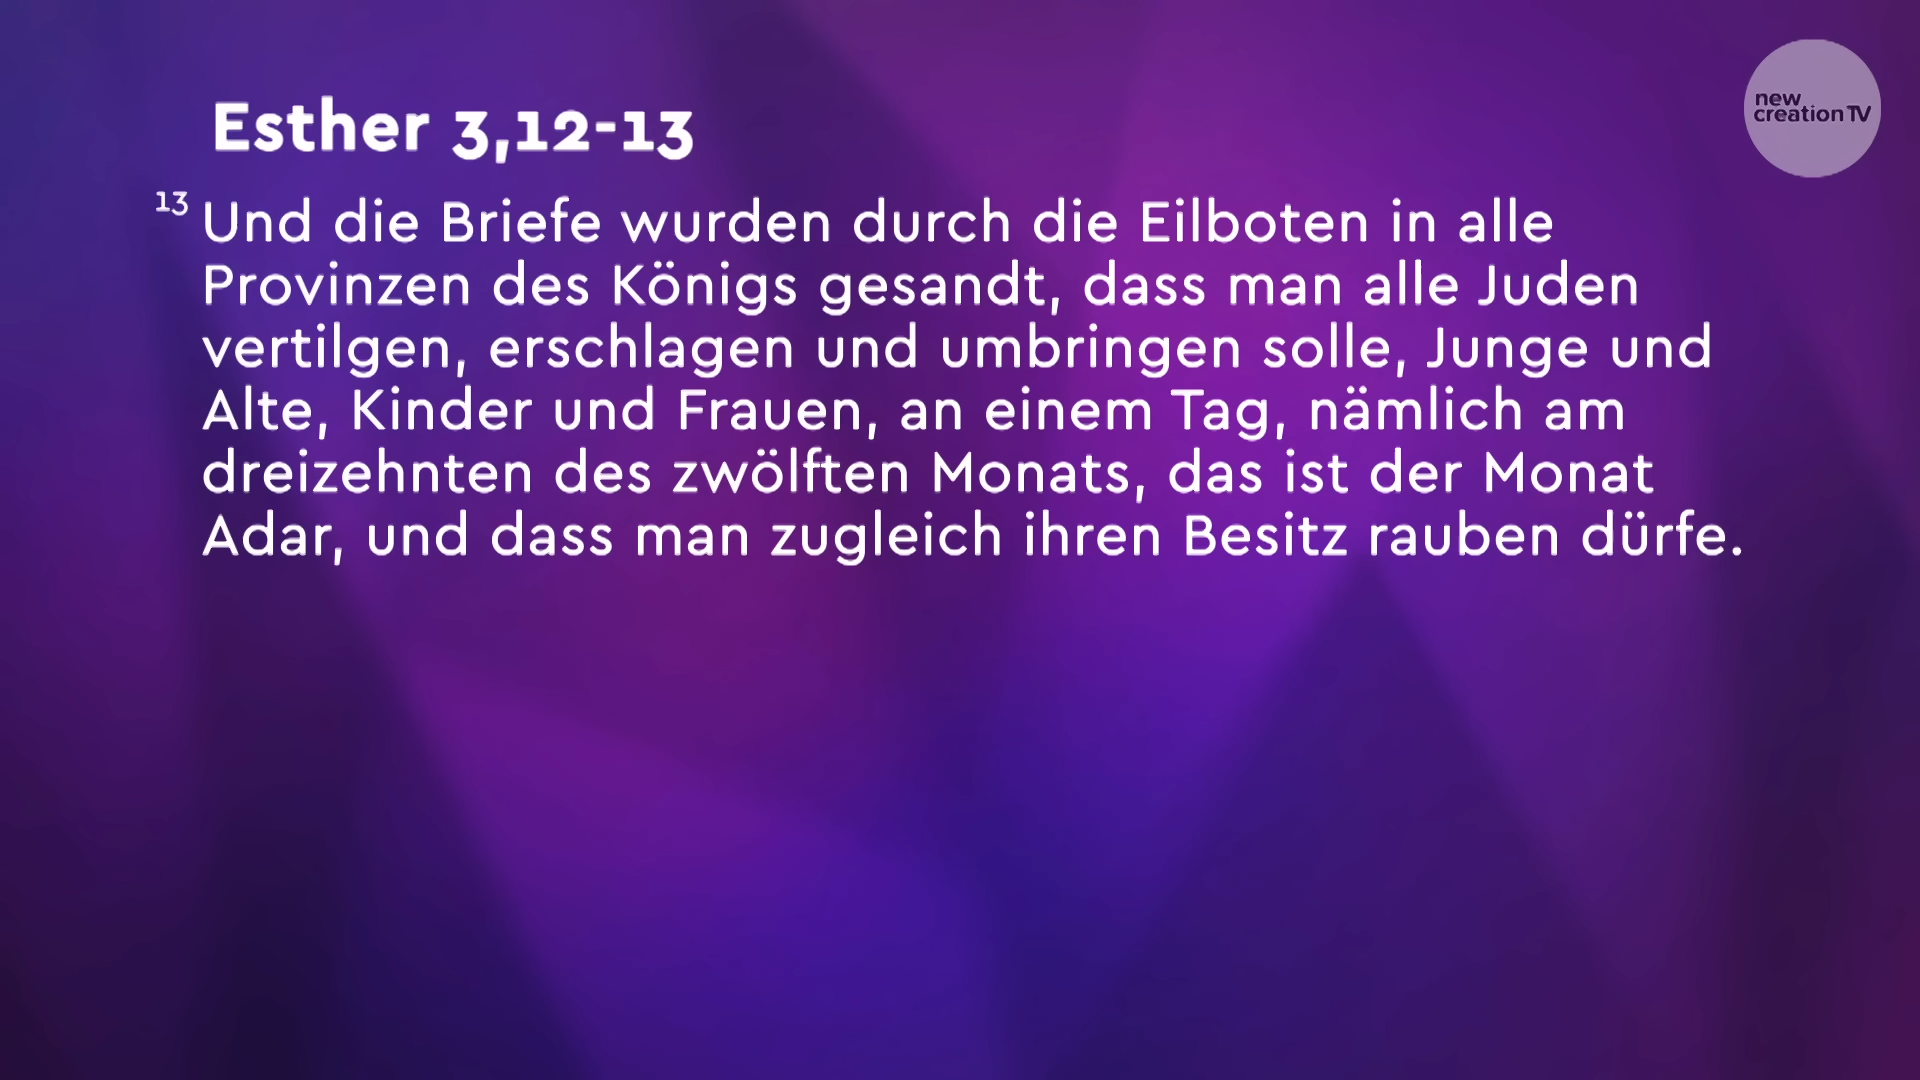 new
creationTV
Esther 3,12-13
13 Und die Briefe wurden durch die Eilboten in alle
Provinzen des Königs gesandt, dass man alle Juden
vertilgen, erschlagen und umbringen solle, Junge und
Alte, Kinder und Frauen, an einem Tag, nämlich am
dreizehnten des zwölften Monats, das ist der Monat
Adar, und dass man zugleich ihren Besitz rauben dürfe.